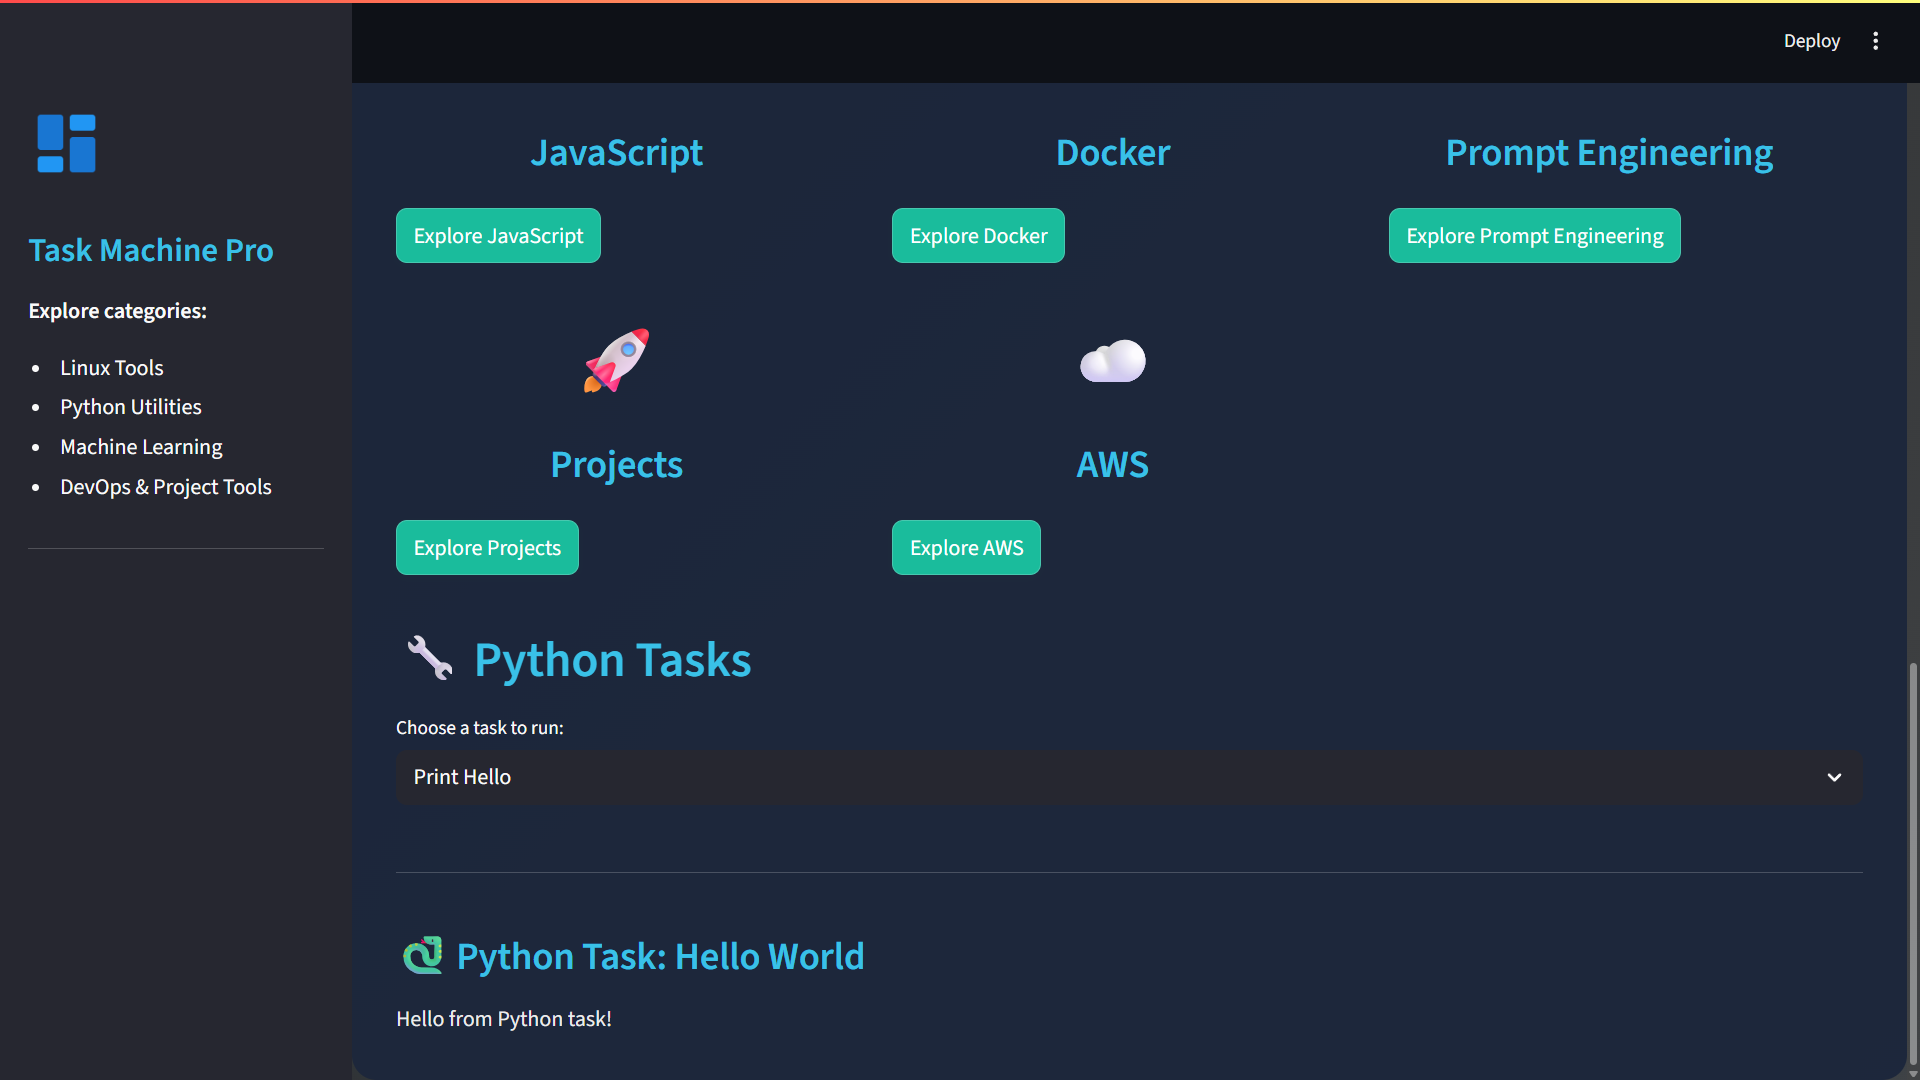 Deploy
Task Machine Pro
Explore categories:
Linux Tools
Python Utilities
Machine Learning
DevOps & Project Tools
JavaScript
Docker
Prompt Engineering
Explore JavaScript
Explore Docker
Explore Prompt Engineering
Projects
AWS
Explore Projects
Explore AWS
Python Tasks
Choose a task to run:
Print Hello
Python Task: Hello World
Hello from Python task!